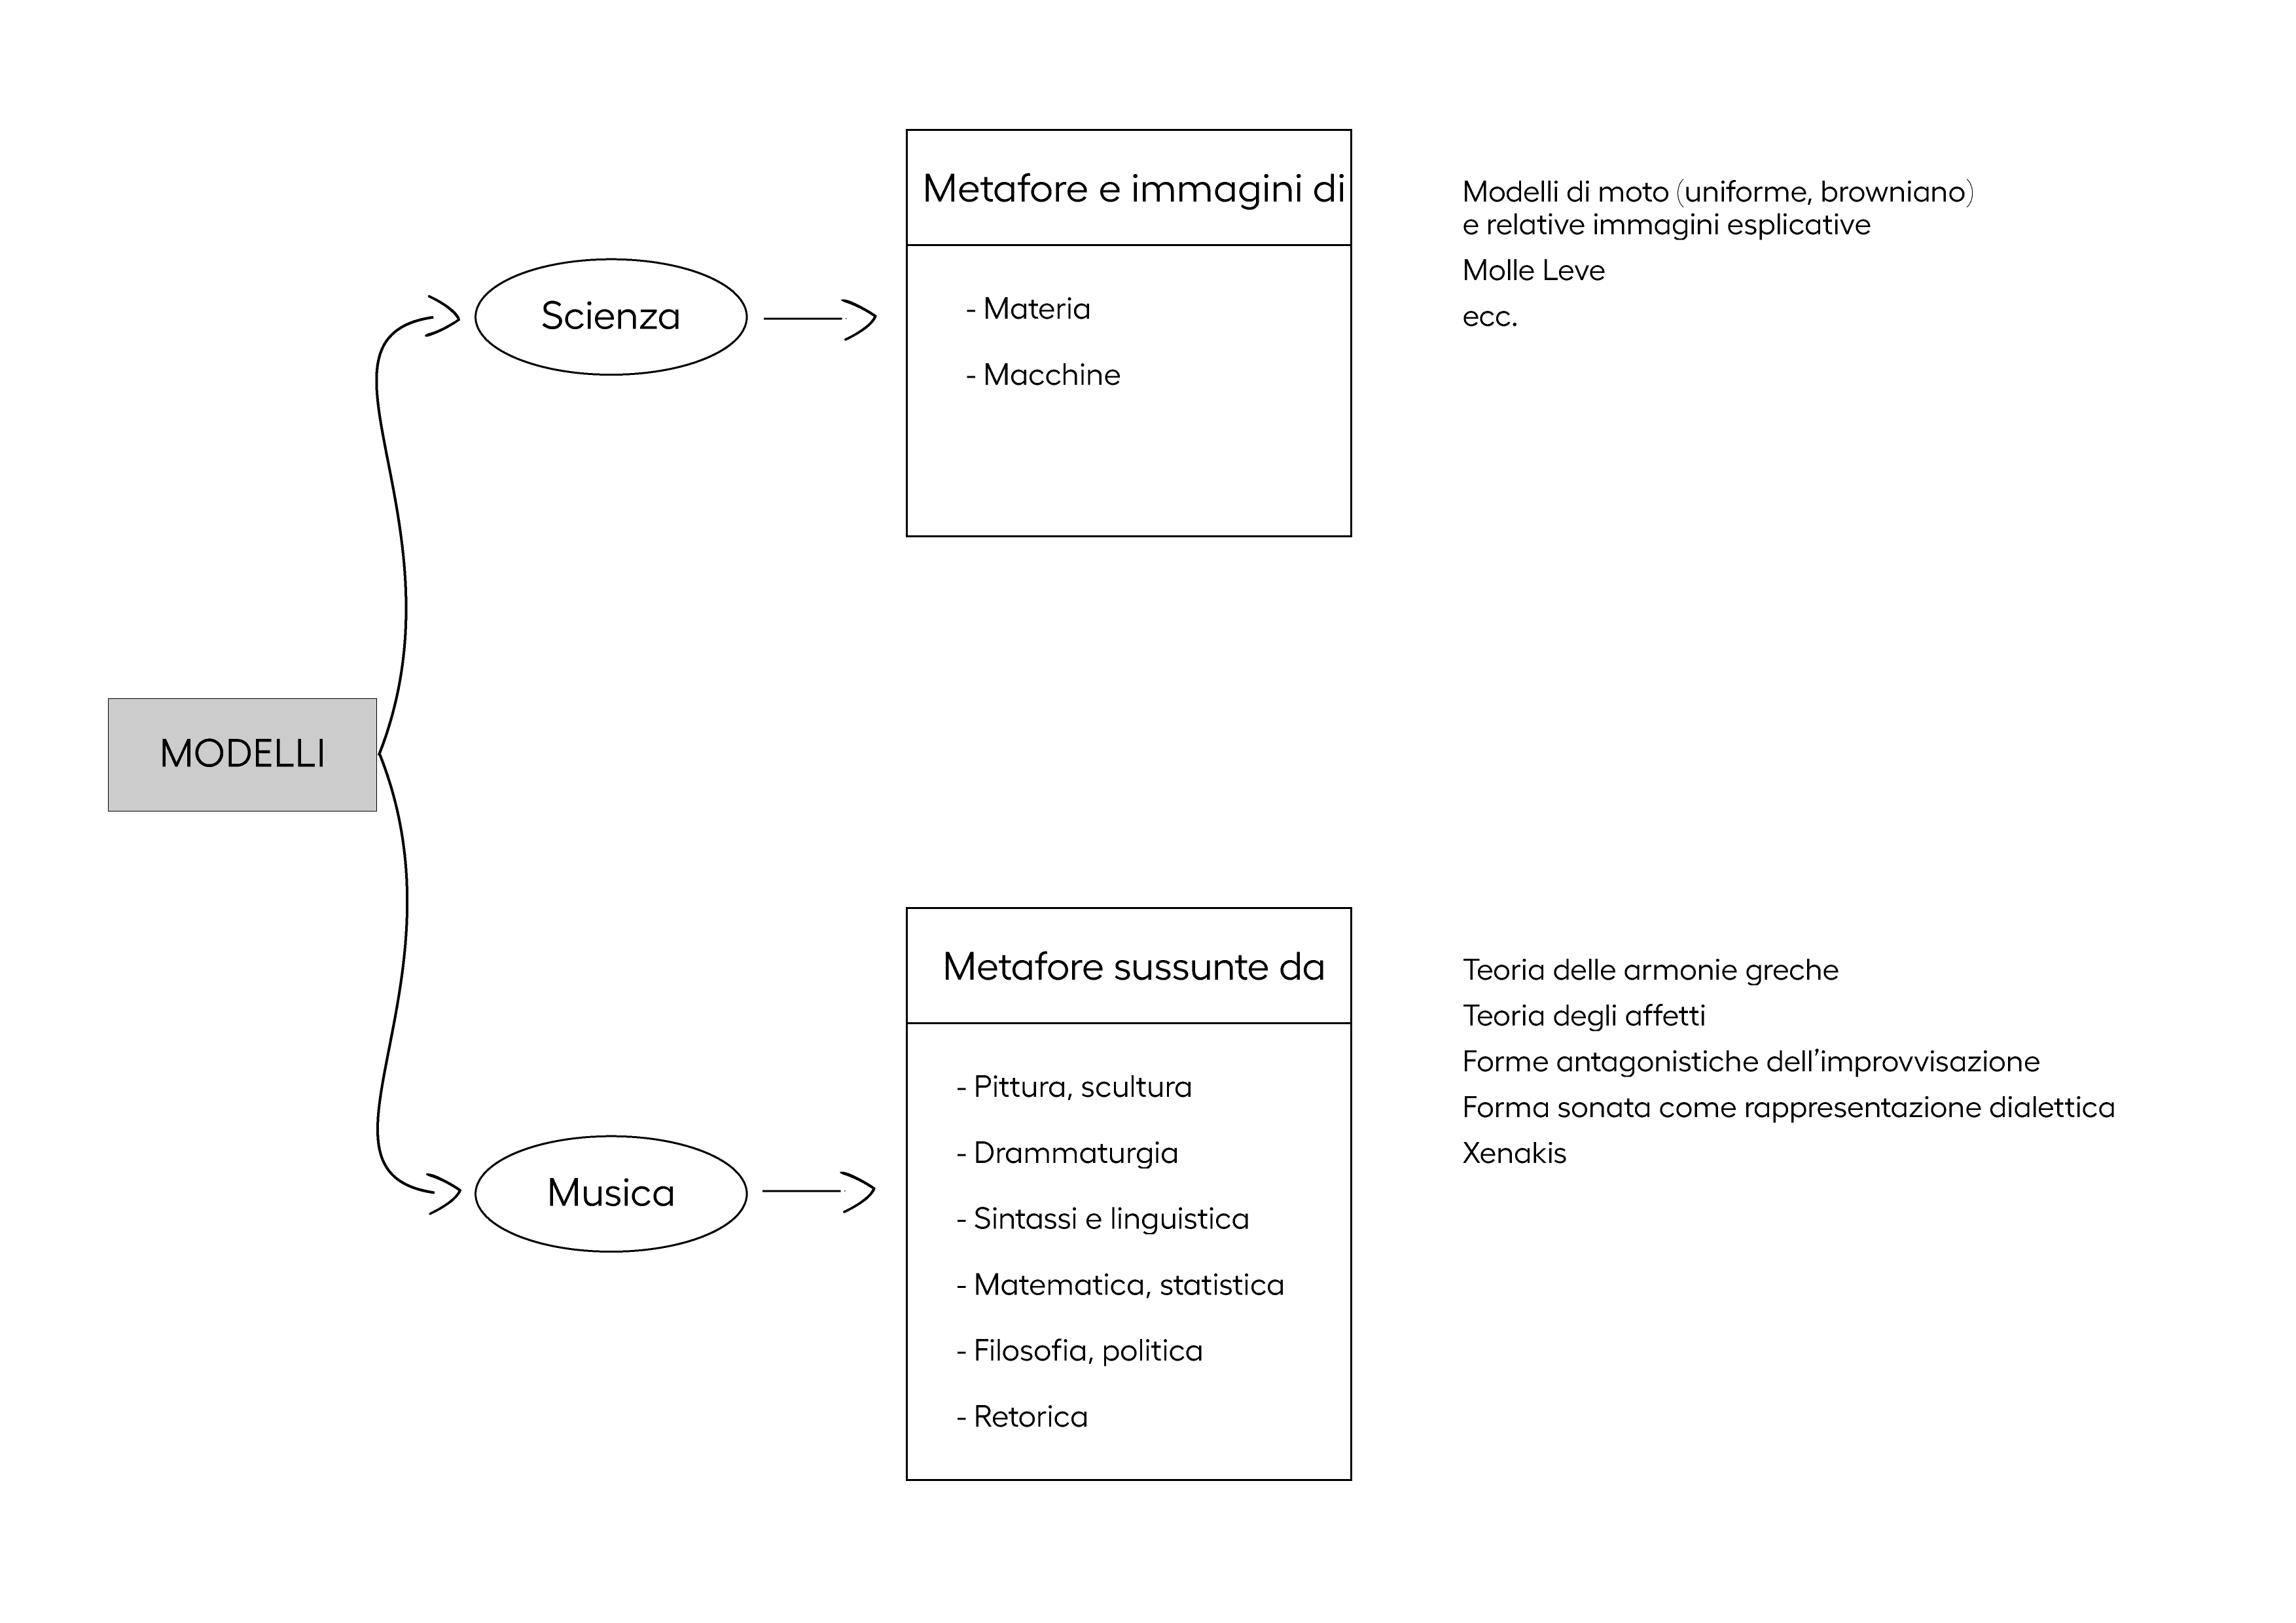 MODELLI
Scienza
Metafore e immagini di
- Materia
- Macchine
Modelli di moto (uniforme, browniano)
e relative immagini esplicative
Molle Leve
ecc.
Musica
Metafore sussunte da
- Pittura, scultura
- Drammaturgia
- Sintassi e linguistica
- Matematica, statistica
- Filosofia, politica
- Retorica
Teoria delle armonie greche
Teoria degli affetti
Forme antagonistiche dell'improvvisazione
Forma sonata come rappresentazione dialettica
Xenakis